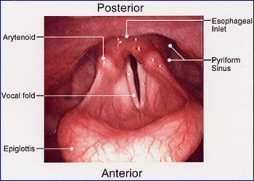 Posterior
Esophageal
Inlet
Arytenoid
Pyriform
Sinus
Vocal fold
Epiglottis
Anterior